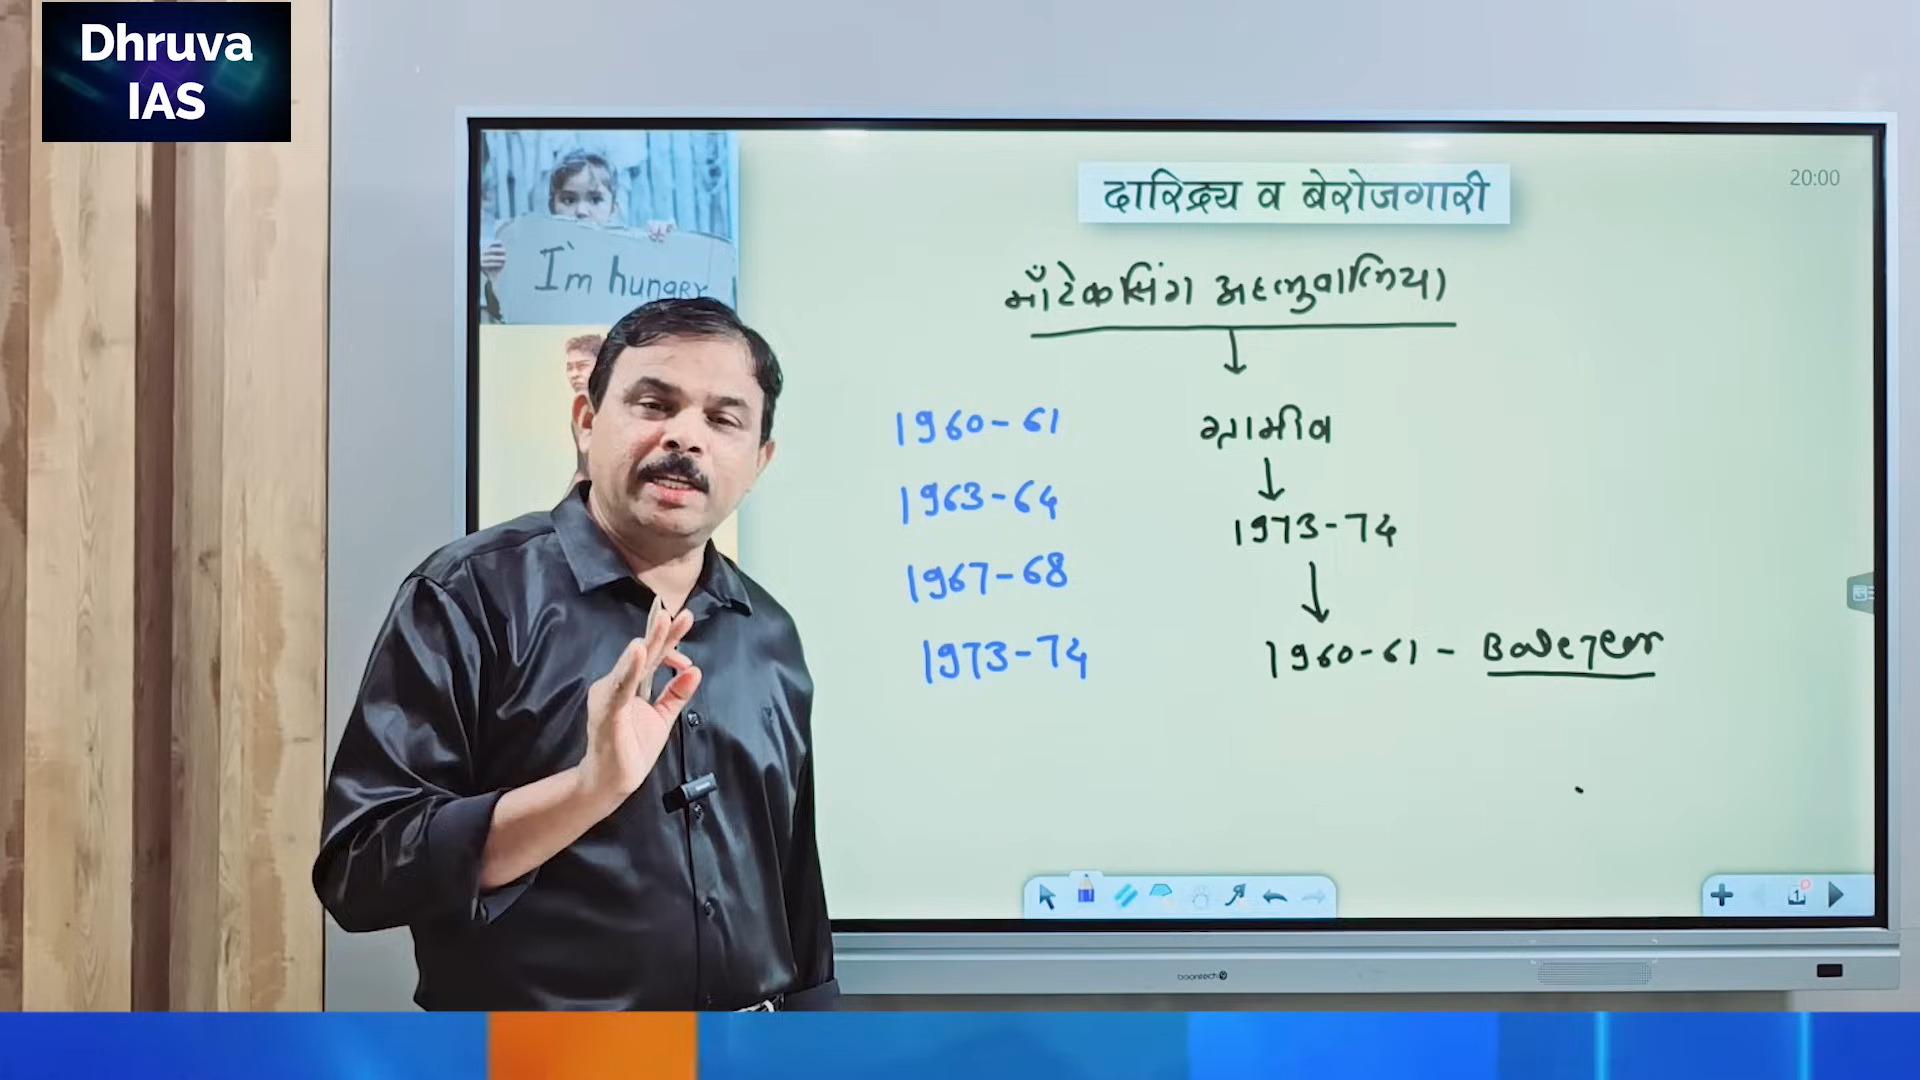 Dhruva
IAS
I'm hungry
दारिद्र्य व बेरोजगारी
20:00
माँटेकसिंग अहलुवालिया
1960-61
ग्रामीण
1963-64
1973-74
1967-68
1960-61 -
1973-74